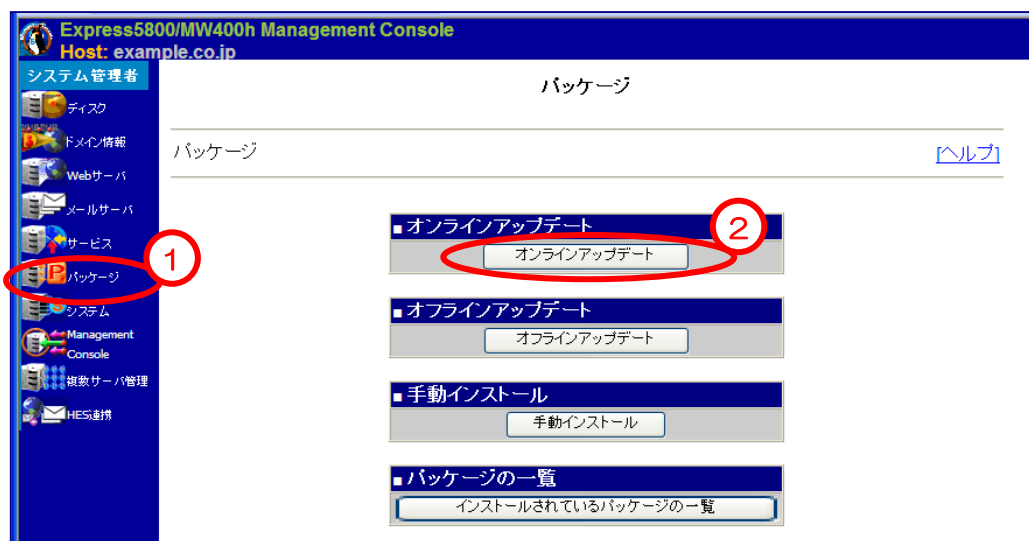 Express5800/MW400h Management Console
Host: example.co.jp
システム管理者
ディスク
ドメイン情報
Webサーバ
メールサーバ
サービス
パッケージ
システム
Management
Console
複数サーバ管理
HES連携
パッケージ
パッケージ
[ヘルプ]
■オンラインアップデート
オンラインアップデート
■オフラインアップデート
オフラインアップデート
■手動インストール
手動インストール
■パッケージの一覧
インストールされているパッケージの一覧
1
2